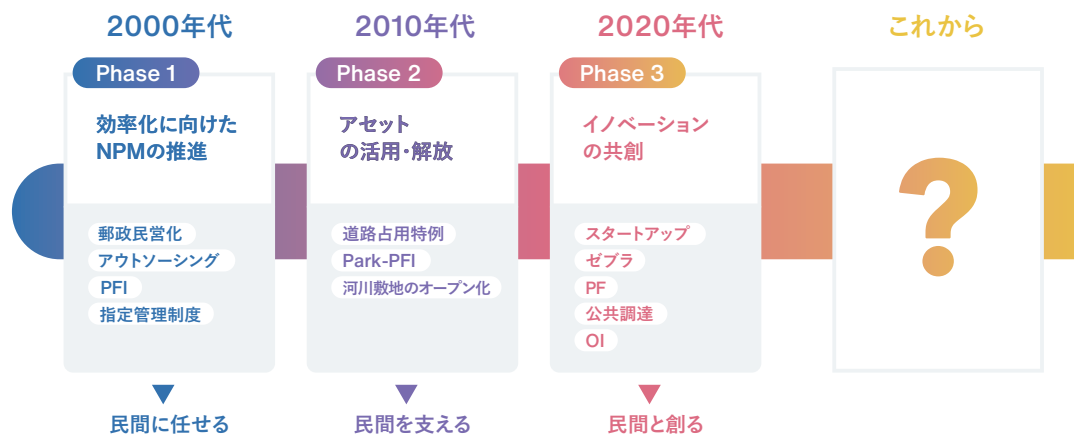 2000年代
Phase 1
効率化に向けた
NPMの推進
郵政民営化
アウトソーシング
PFI
指定管理制度
民間に任せる
2010年代
Phase 2
アセット
の活用・解放
道路占用特例
Park-PFI
河川敷地のオープン化
民間を支える
2020年代
Phase 3
イノベーション
の共創
スタートアップ
ゼブラ
PF
公共調達
OI
民間と創る
これから
?